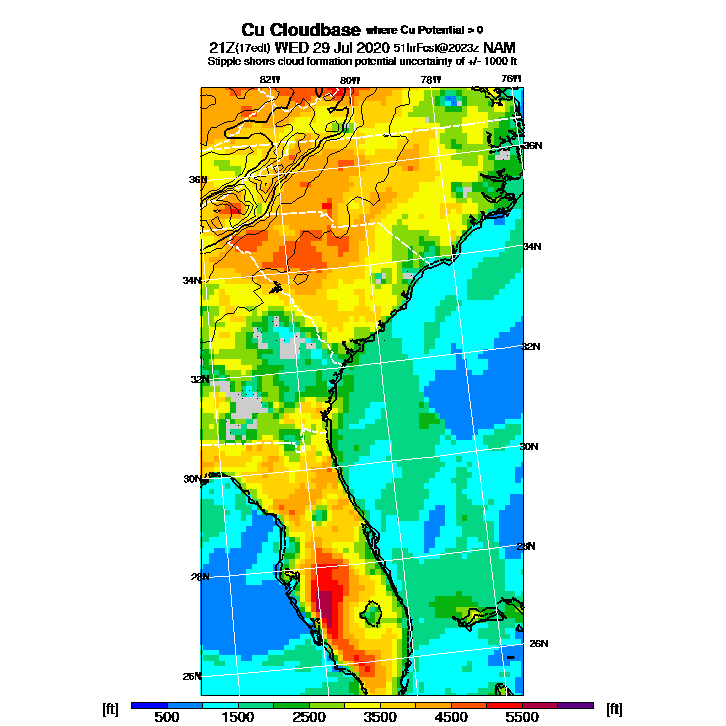 Cu Cloudbase where Cu Potential > 0
21Z(17edt) WED 29 Jul 2020 51hrFcst@2023z NAM
Stipple shows cloud formation potential uncertainty of +/- 1000 ft
82W 80W 78W 76W
36N
36N
34N
34N
32N
32N
30N
30N
28N
28N
26N
26N
[ft] 500 1500 2500 3500 4500 5500 [ft]